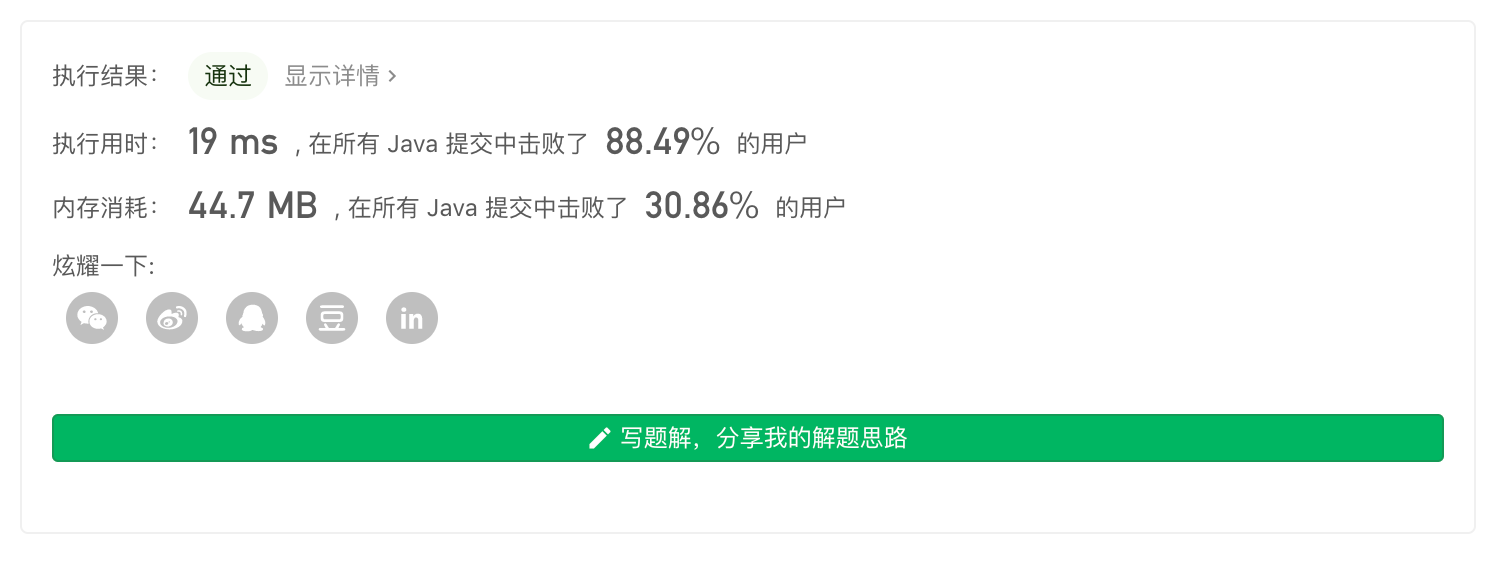 执行结果： 通过 显示详情 >
执行用时： 19 ms , 在所有 Java 提交中击败了 88.49% 的用户
内存消耗： 44.7 MB , 在所有 Java 提交中击败了 30.86% 的用户
炫耀一下:
豆 in
写题解，分享我的解题思路